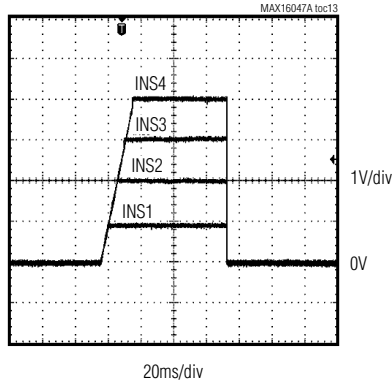 MAX16047A toc13
T
INS4
INS3
INS2
1V/div
INS1
0V
20ms/div